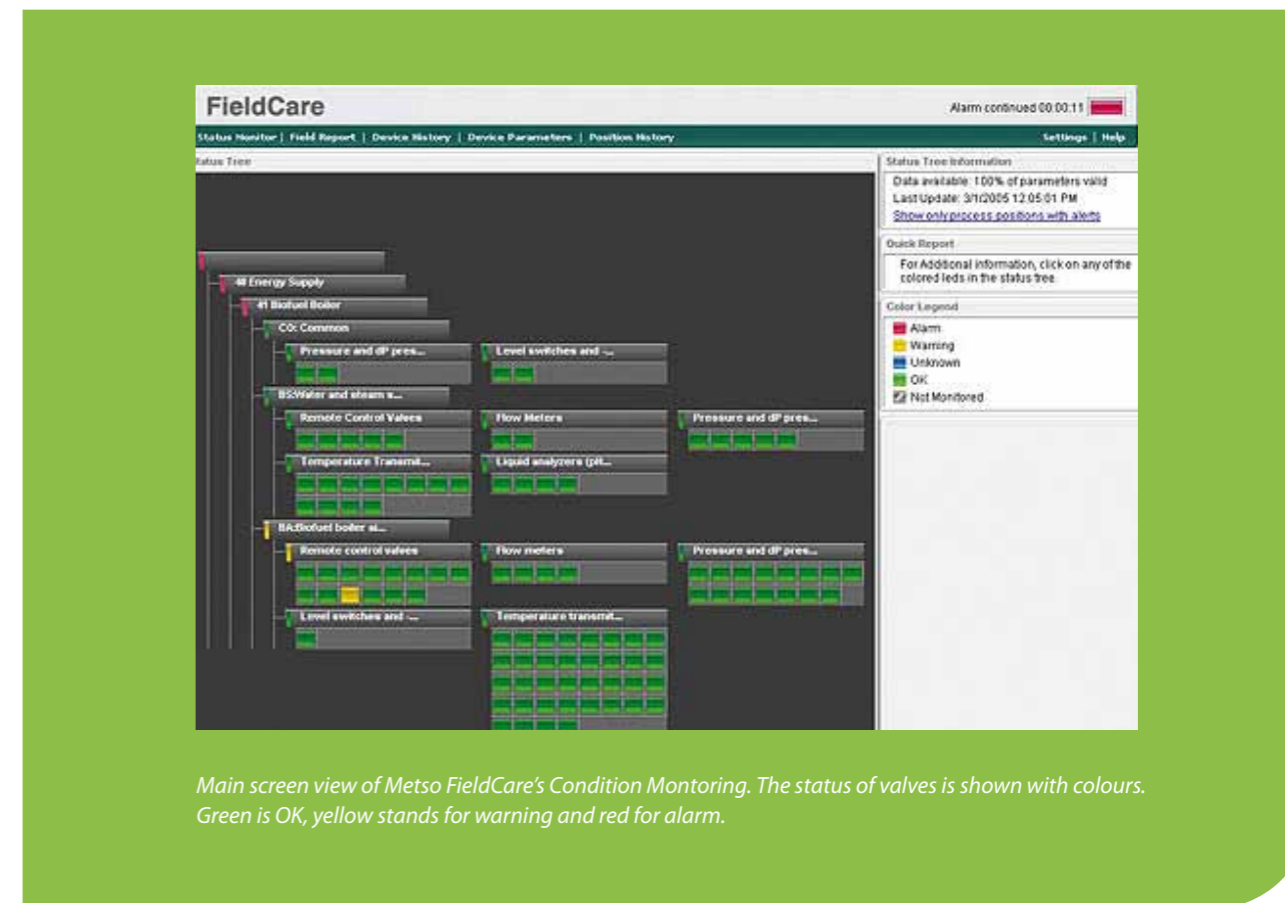 FieldCare
Alarm continued 00:00:11
Status Monitor | Field Report | Device History | Device Parameters | Position History
Settings | Help
tatus Tree
Status Tree Information
Data available: 100% of parameters valid
Last Update: 3/1/2005 12:05:01 PM
Show only process positions with alerts
Quick Report
For Additional information, click on any of the
colored leds in the status tree.
Color Legend
Alarm
Warning
Unknown
OK
Not Monitored
Energy Supply
41 Biofuel Boiler
CO: Common
Pressure and dP pres...
Level switches and -...
BS:Water and steam s...
Remote Control Valves
Flow Meters
Pressure and dP pres...
Temperature Transmit...
Liquid analyzers (pH...
BA:Biofuel boiler ai...
Remote control valves
Flow meters
Pressure and dP pres...
Level switches and -...
Temperature transmit...
Main screen view of Metso FieldCare's Condition Montoring. The status of valves is shown with colours.
Green is OK, yellow stands for warning and red for alarm.